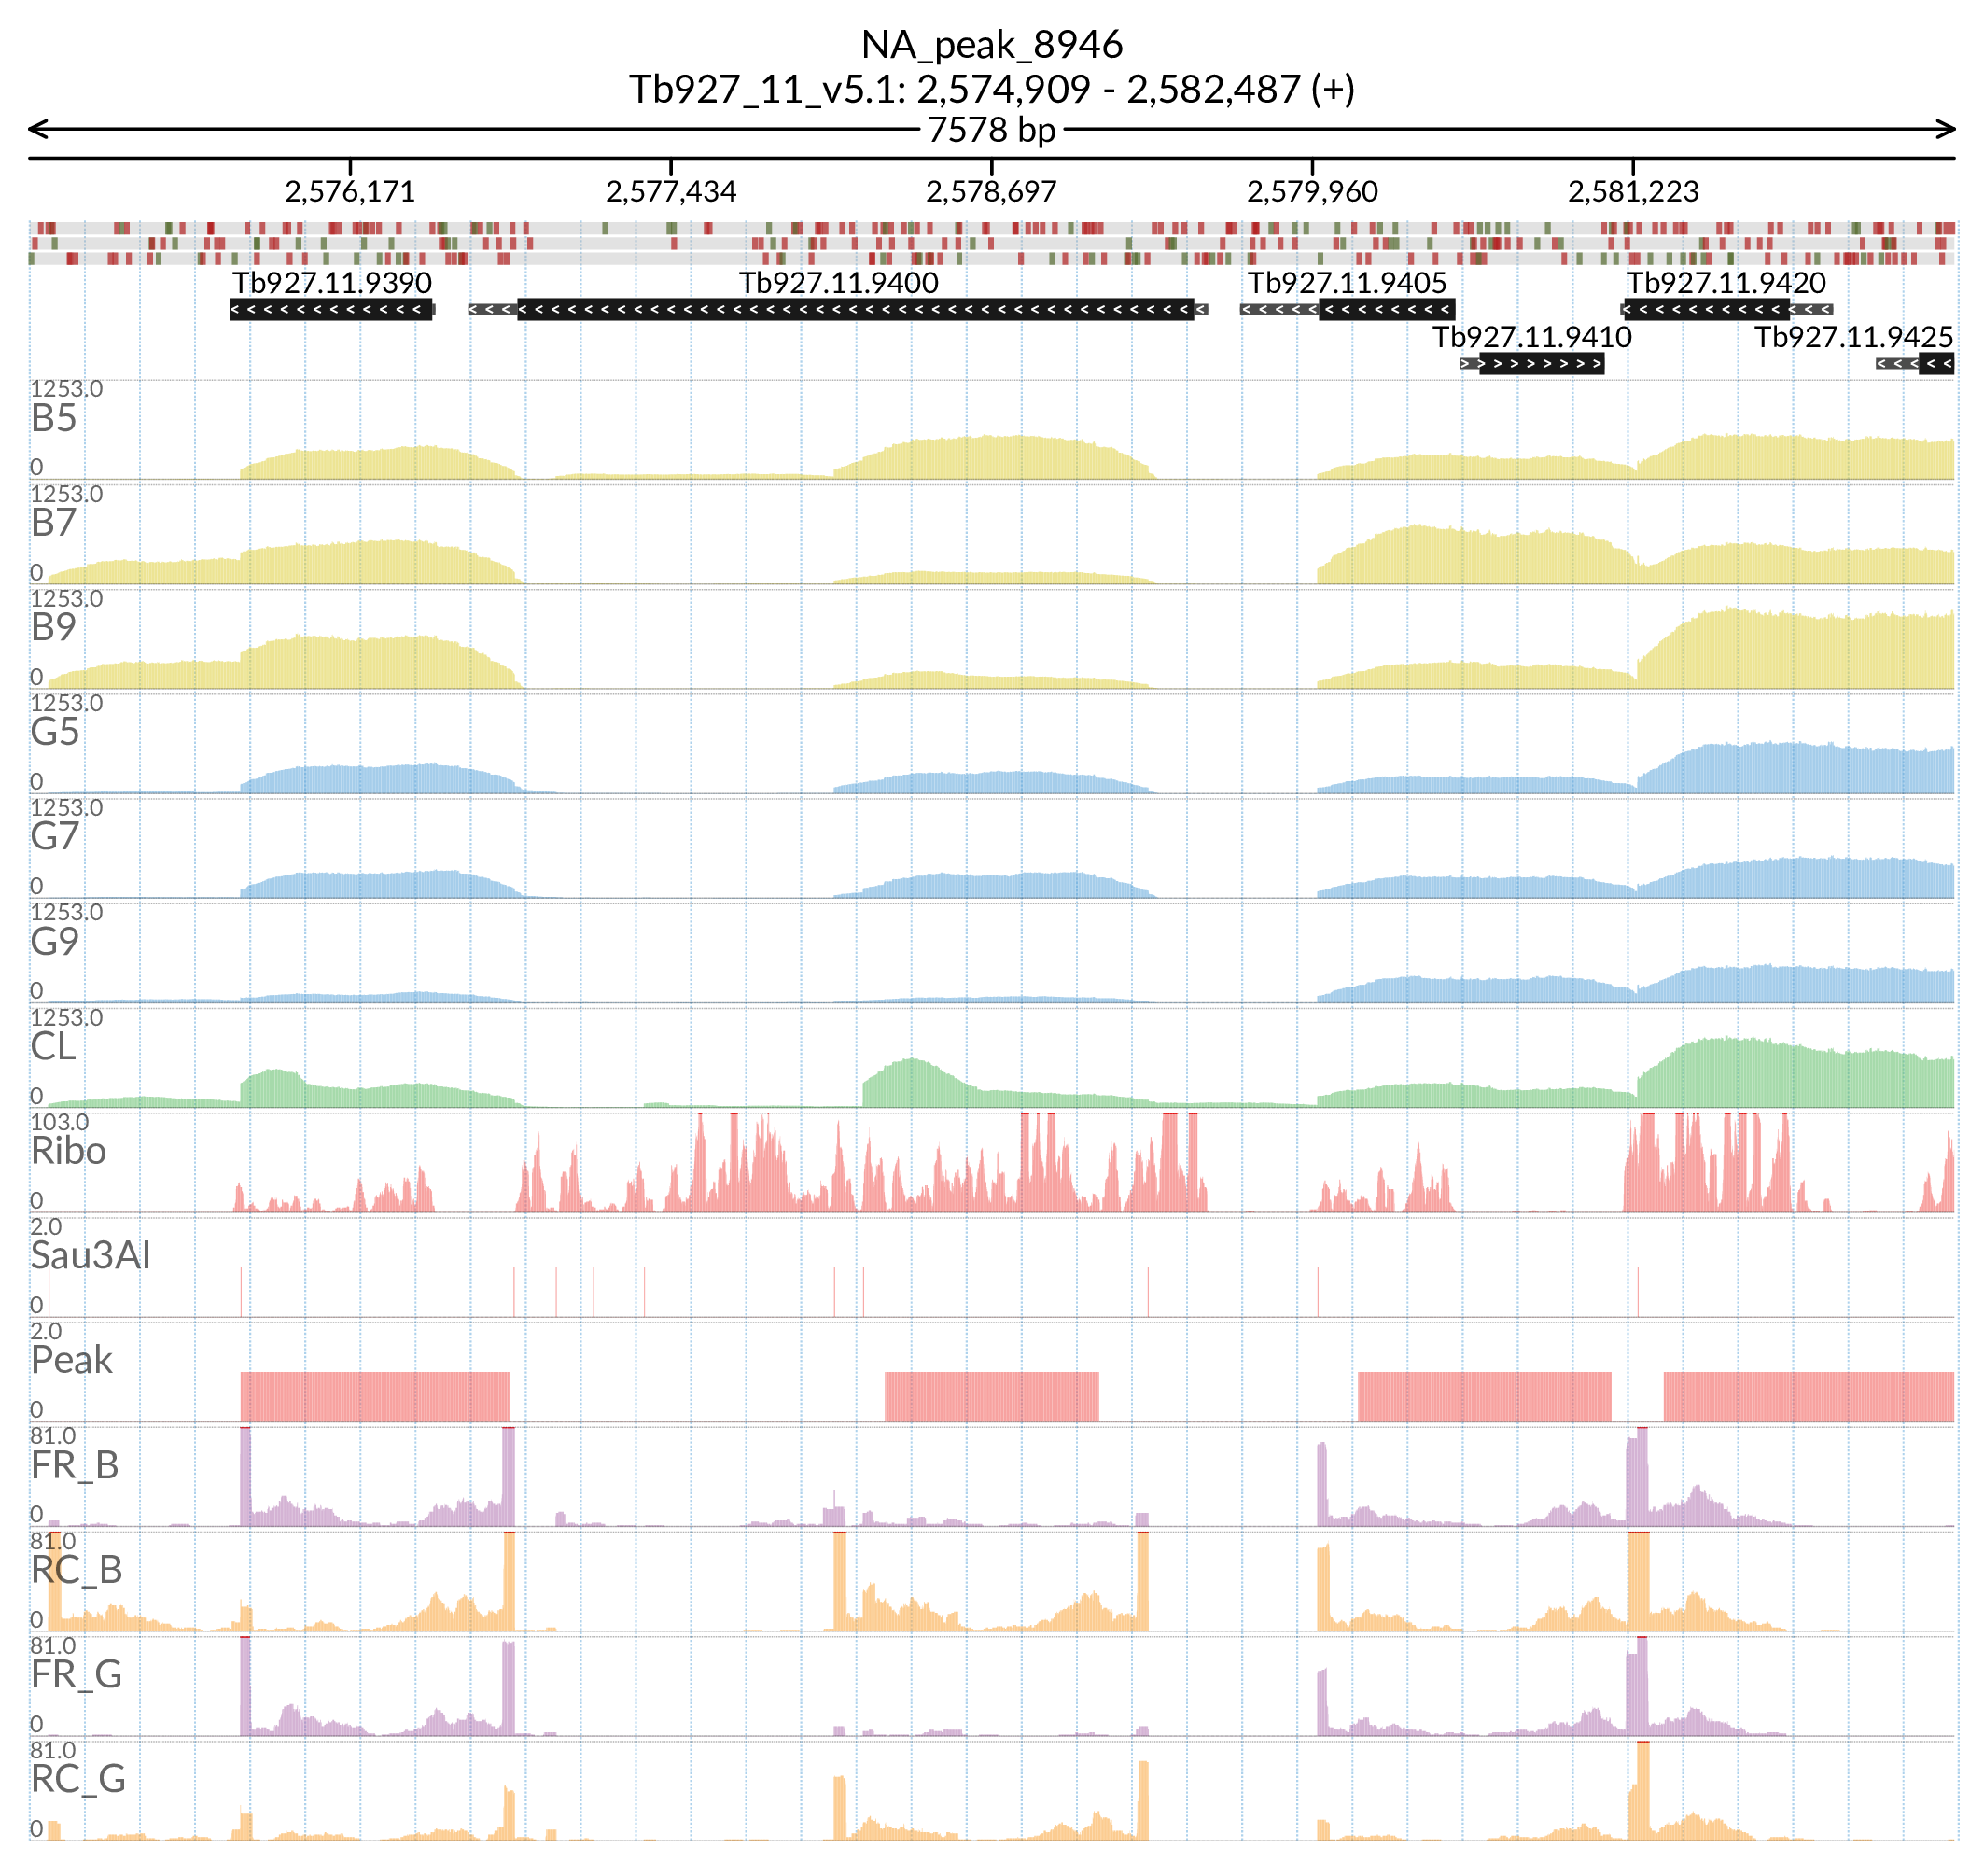 NA_peak_8946
Tb927_11_v5.1: 2,574,909 - 2,582,487 (+)
7578 bp
2,576,171 2,577,434 2,578,697 2,579,960 2,581,223
Tb927.11.9390 Tb927.11.9400 Tb927.11.9405 Tb927.11.9420
Tb927.11.9410 Tb927.11.9425
1253.0
B5
0
1253.0
B7
0
1253.0
B9
0
1253.0
G5
0
1253.0
G7
0
1253.0
G9
0
1253.0
CL
0
103.0
Ribo
0
2.0
Sau3AI
0
2.0
Peak
0
81.0
FR_B
0
81.0
RC_B
0
81.0
FR_G
0
81.0
RC_G
0